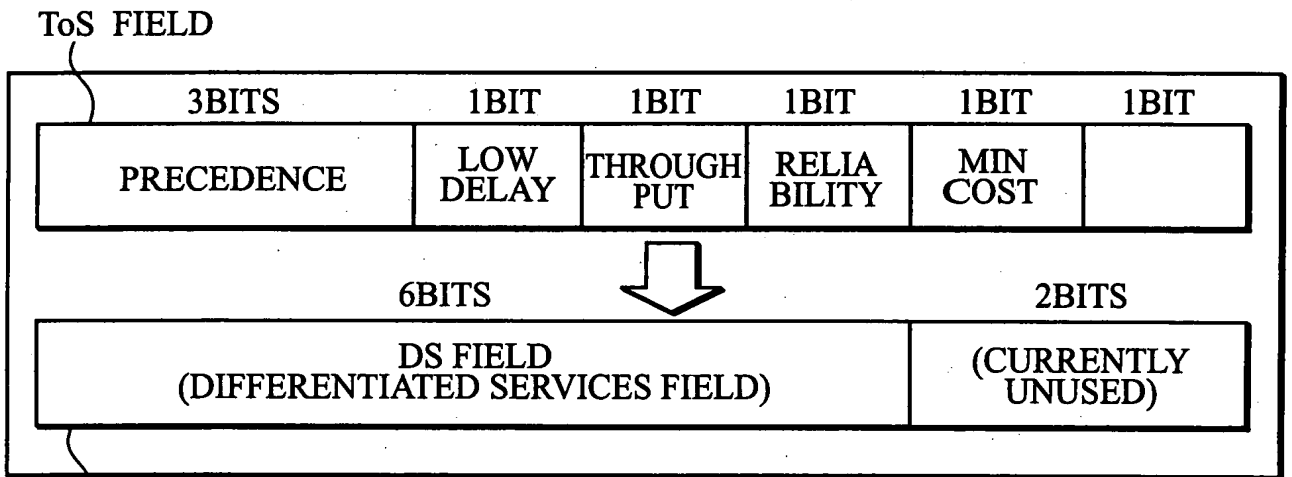 ToS FIELD
3BITS 1BIT 1BIT 1BIT 1BIT 1BIT
PRECEDENCE
LOW
DELAY
THROUGH
PUT
RELIA
BILITY
MIN
COST
6BITS 2BITS
DS FIELD
(DIFFERENTIATED SERVICES FIELD)
(CURRENTLY
UNUSED)